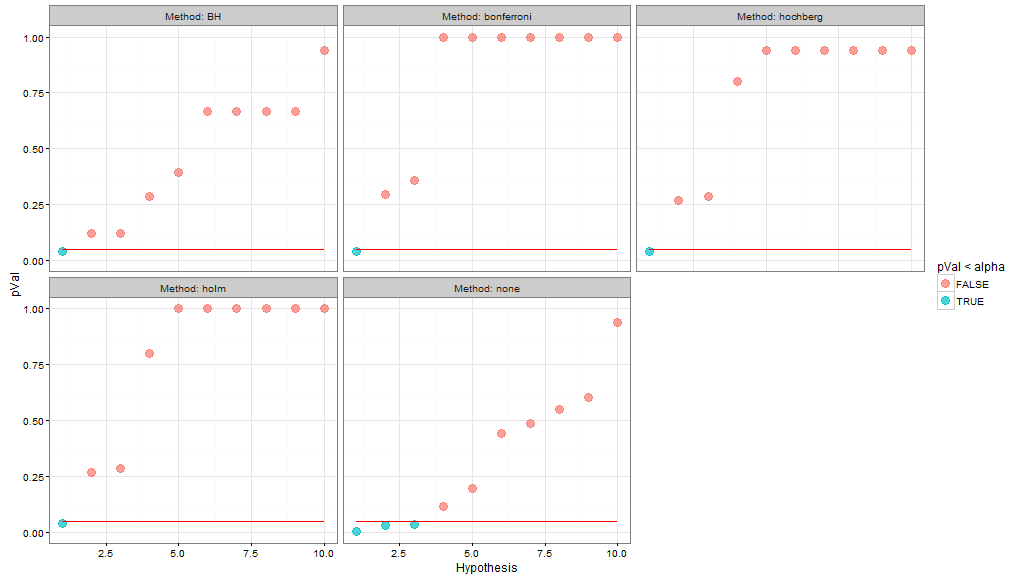 Method: BH
Method: bonferroni
Method: hochberg
1.00
0.75
0.50
0.25
0.00
pVal
Method: holm
Method: none
1.00
0.75
0.50
0.25
0.00
2.5 5.0 7.5 10.0
2.5 5.0 7.5 10.0
Hypothesis
pVal < alpha
FALSE
TRUE